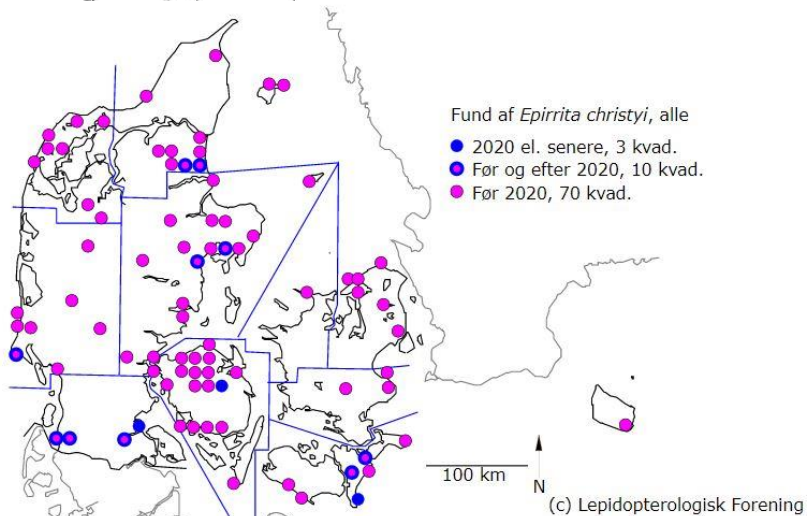 Fund af Epirrita christyi, alle
2020 el. senere, 3 kvad.
Før og efter 2020, 10 kvad.
Før 2020, 70 kvad.
100 km
N
(c) Lepidopterologisk Forening